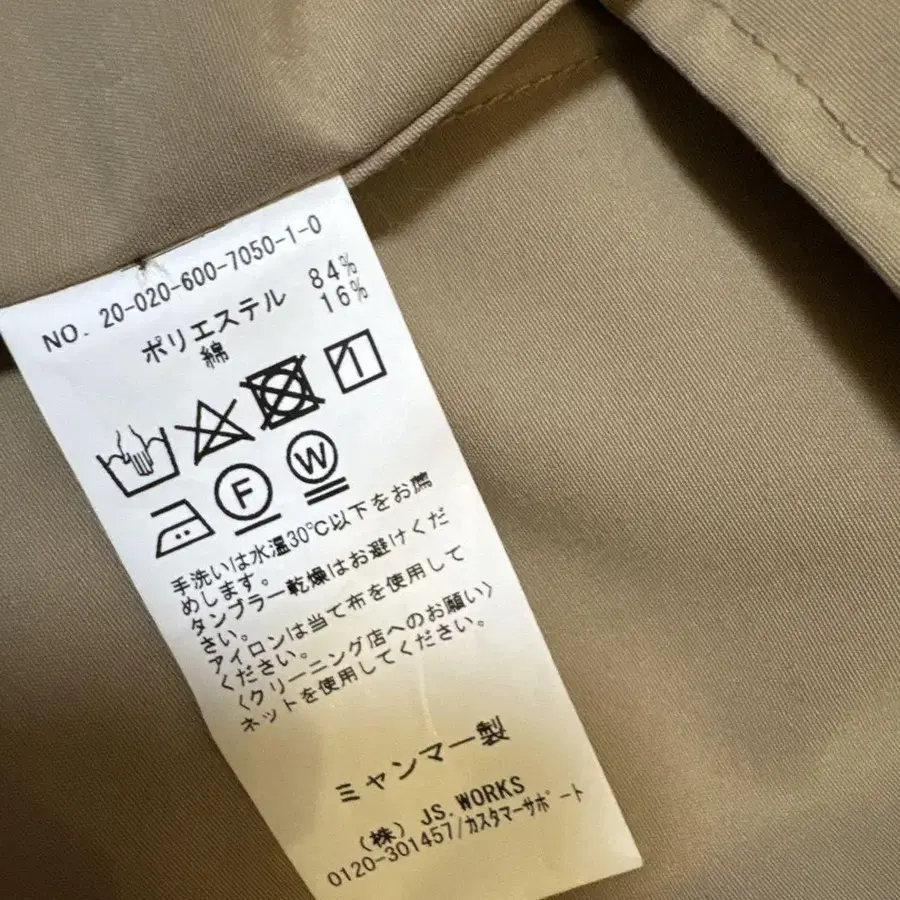 NO. 20-020-600-7050-1-0
ポリエステル 84%
綿 16%
F W
手洗いは水温30℃以下をお薦
めします。
タンブラー乾燥はお避けくだ
さい。
アイロンは当て布を使用して
ください。
〈クリーニング店へのお願い〉
ネットを使用してください。
ミャンマー製
(株) JS.WORKS
0120-301457/カスタマーサポート